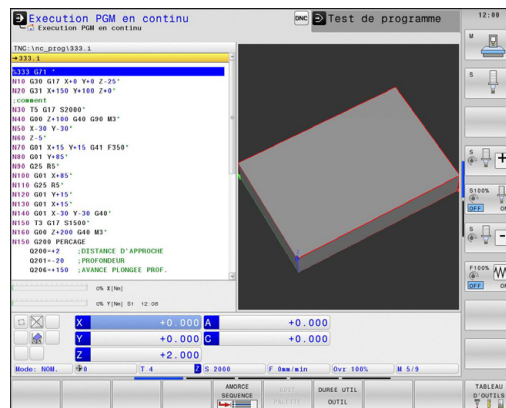 Execution PGM en continu
DNC
Test de programme
12:08
Execution PGM en continu
TNC:\nc_prog\333.i
→333.i
%333 G71 *
N10 G30 G17 X+0 Y+0 Z-25*
N20 G31 X+150 Y+100 Z+0*
;comment
N30 T5 G17 S2000*
N40 G00 Z+100 G40 G90 M3*
N50 X-30 Y-30*
N60 Z-5*
N70 G01 X+15 Y+15 G41 F350*
N80 G01 Y+85*
N90 G25 R5*
N100 G01 X+85*
N110 G25 R5*
N120 G01 Y+15*
N130 G01 X+15*
N140 G01 X-30 Y-30 G40*
N150 T3 G17 S1500*
N160 G00 Z+200 G40 M3*
N150 G200 PERCAGE
Q200=+2 ;DISTANCE D'APPROCHE
Q201=-20 ;PROFONDEUR
Q206=+150 ;AVANCE PLONGEE PROF.
0% X[Nm]
0% Y[Nm] S1 12:08
X +0.000 A +0.000
Y +0.000 C +0.000
Z +2.000
Mode: NOM. 0 T 4 Z S 2000 F 0mm/min Ovr 100% M 5/9
M
S
S
S100%
OFF ON
S
F100%
OFF ON
AMORCE
SEQUENCE
EDITER
PALETTE
DUREE UTIL
OUTIL
TABLEAU
D'OUTILS